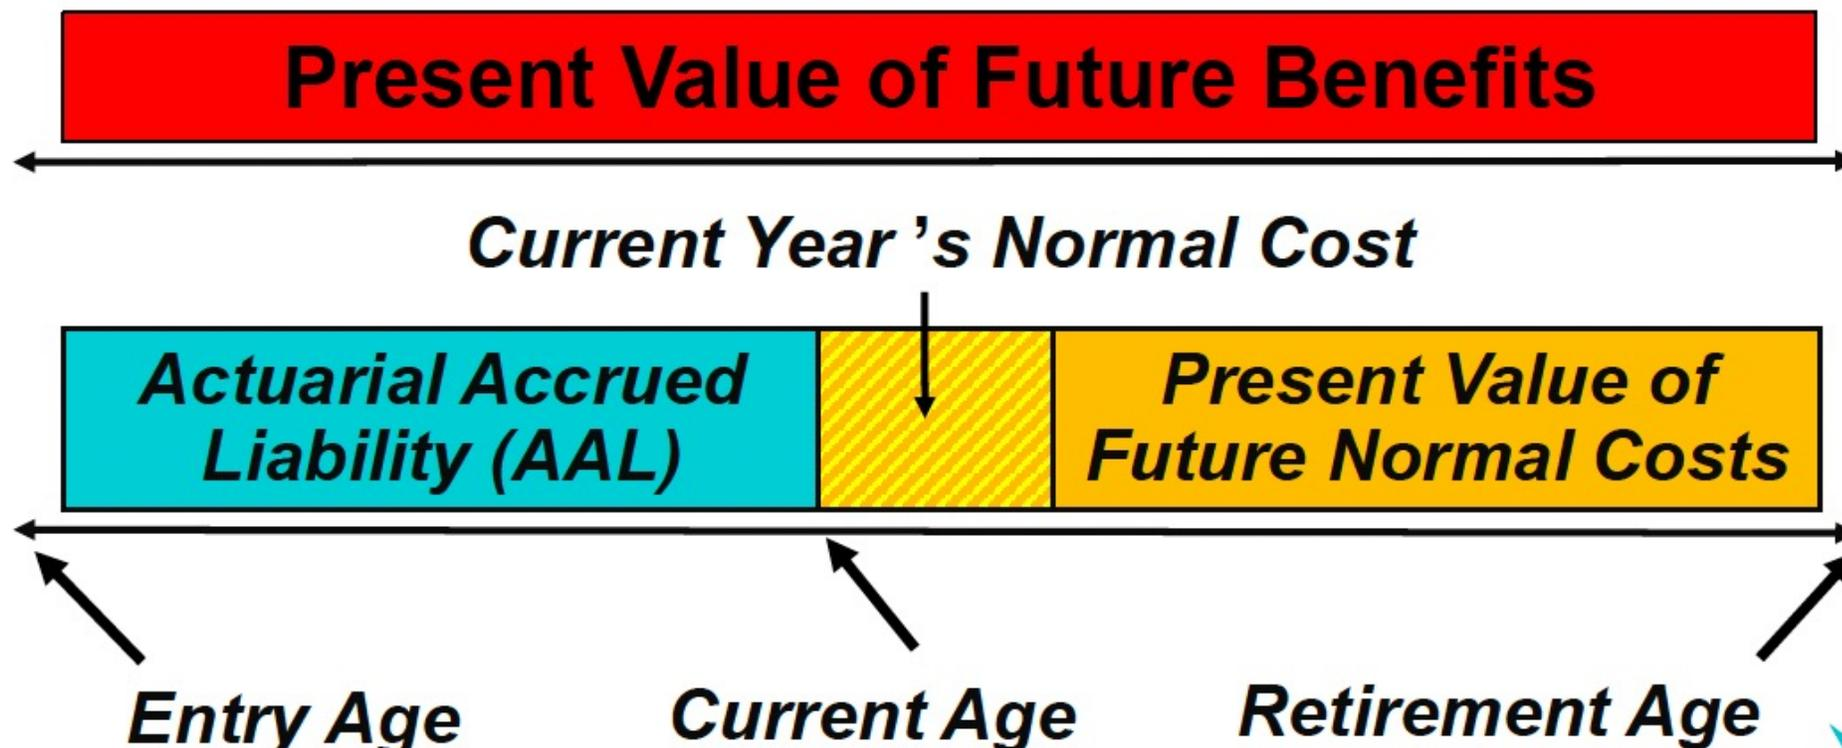 Present Value of Future Benefits
Current Year ’s Normal Cost
Actuarial Accrued
Liability (AAL)
Present Value of
Future Normal Costs
Entry Age
Current Age
Retirement Age